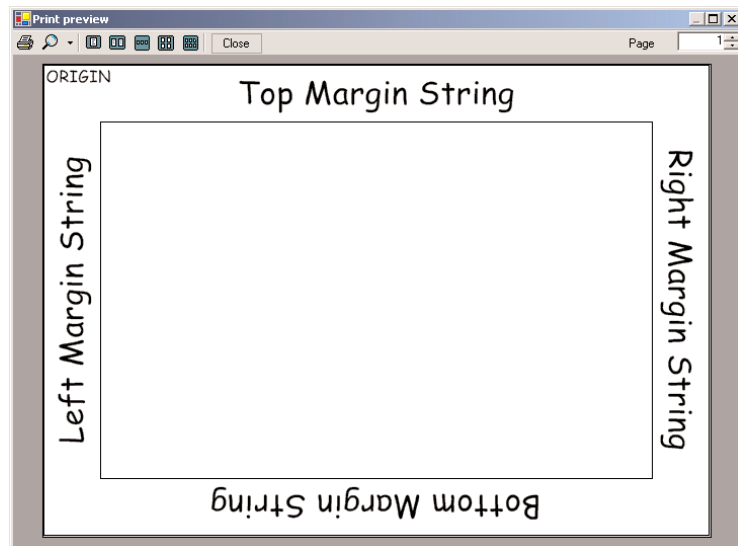 Print preview
Close
Page
1
ORIGIN
Top Margin String
Left Margin String
Right Margin String
Bottom Margin String